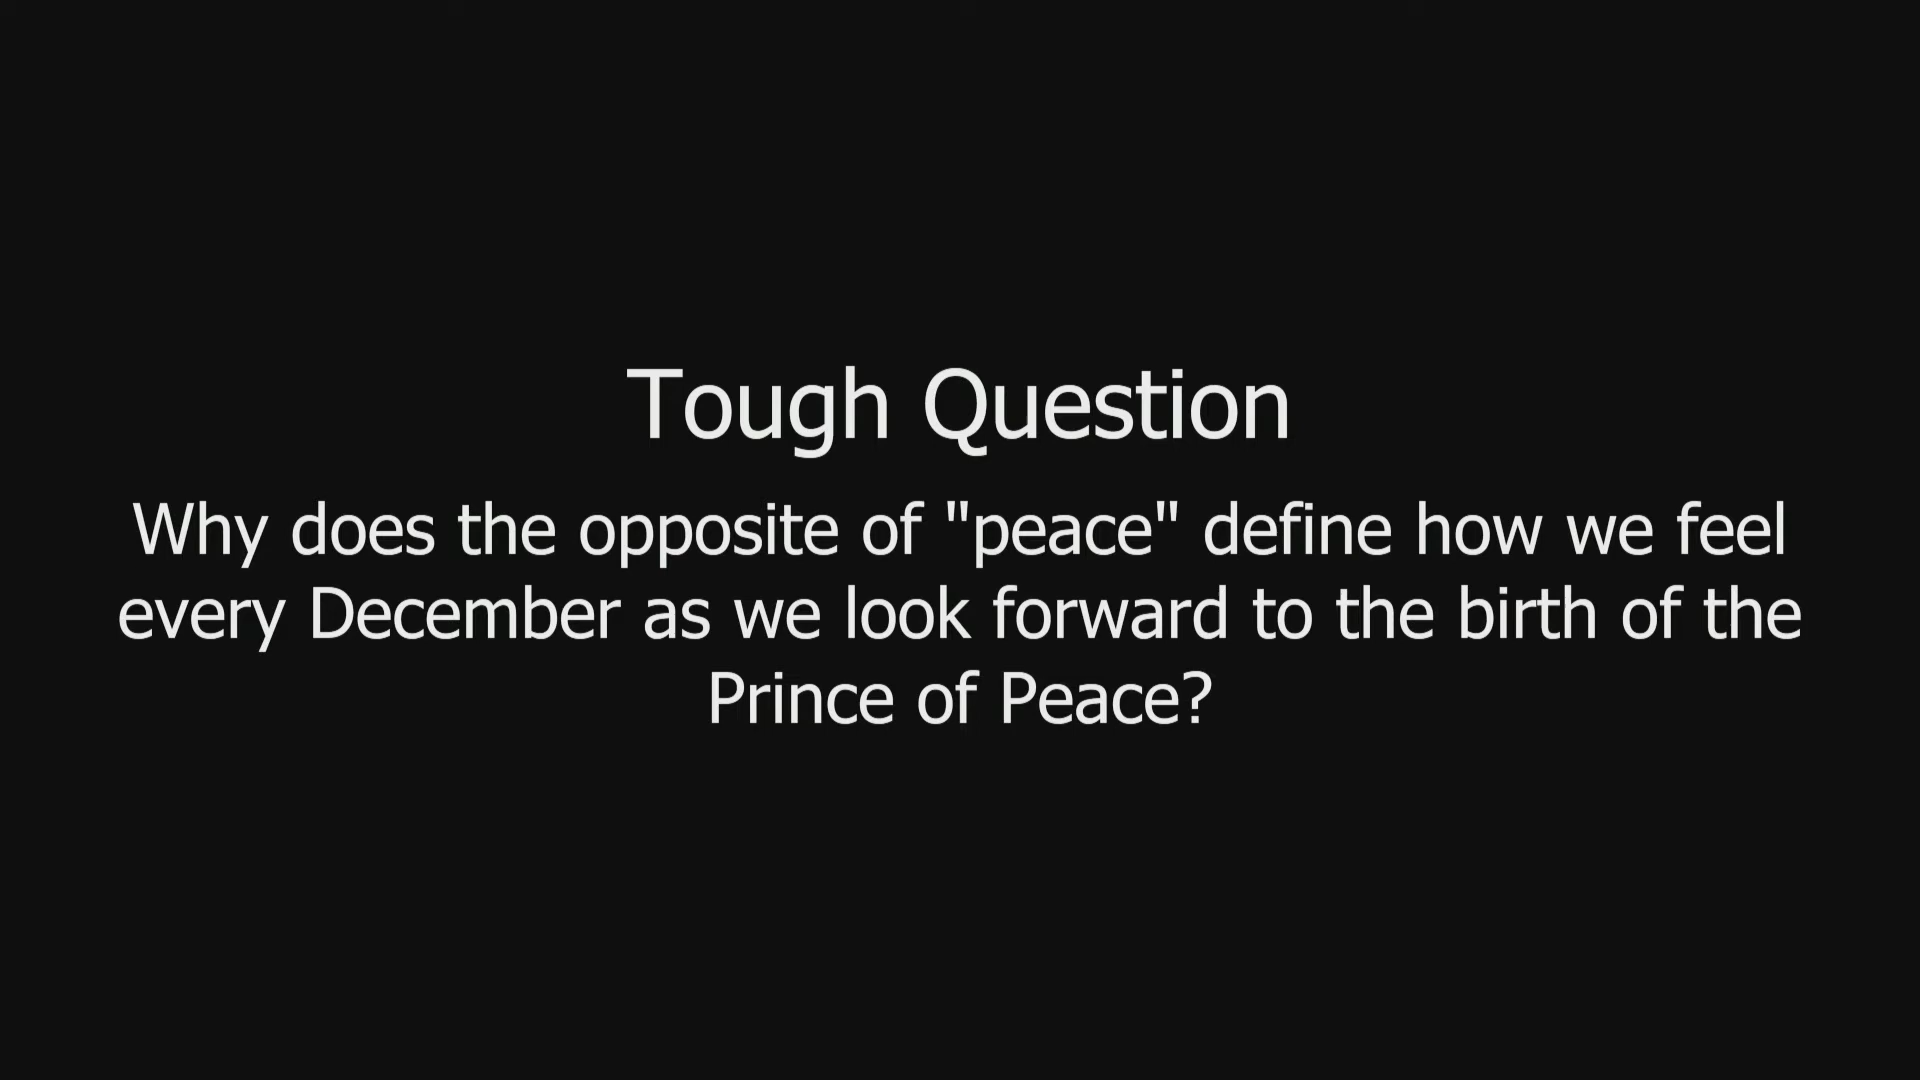 Tough Question
Why does the opposite of "peace" define how we feel
every December as we look forward to the birth of the
Prince of Peace?